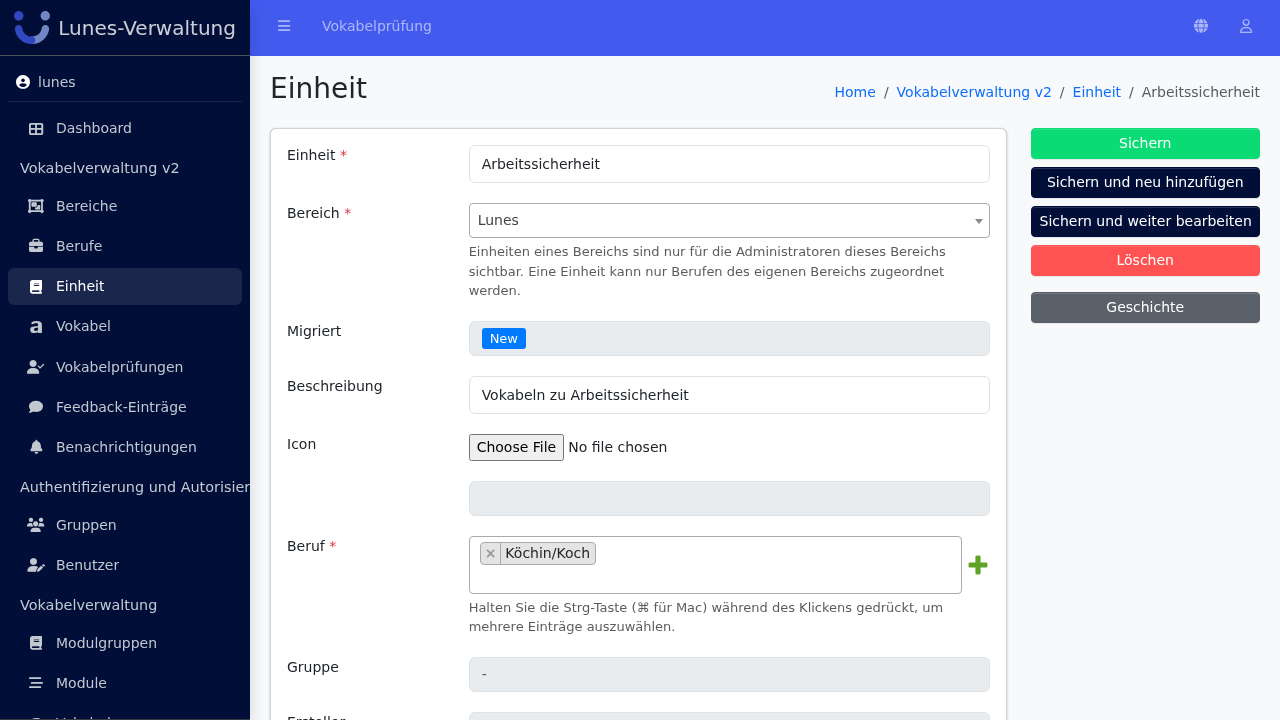 Lunes-Verwaltung
Vokabelprüfung
lunes
Dashboard
Vokabelverwaltung v2
Bereiche
Berufe
Einheit
Vokabel
Vokabelprüfungen
Feedback-Einträge
Benachrichtigungen
Authentifizierung und Autorisier
Gruppen
Benutzer
Vokabelverwaltung
Modulgruppen
Module
Einheit
Home / Vokabelverwaltung v2 / Einheit / Arbeitssicherheit
Einheit *
Arbeitssicherheit
Bereich *
Lunes
Einheiten eines Bereichs sind nur für die Administratoren dieses Bereichs
sichtbar. Eine Einheit kann nur Berufen des eigenen Bereichs zugeordnet
werden.
Migriert
New
Beschreibung
Vokabeln zu Arbeitssicherheit
Icon
Choose File No file chosen
Beruf *
× Köchin/Koch
Halten Sie die Strg-Taste (⌘ für Mac) während des Klickens gedrückt, um
mehrere Einträge auszuwählen.
Gruppe
-
Ersteller
Sichern
Sichern und neu hinzufügen
Sichern und weiter bearbeiten
Löschen
Geschichte